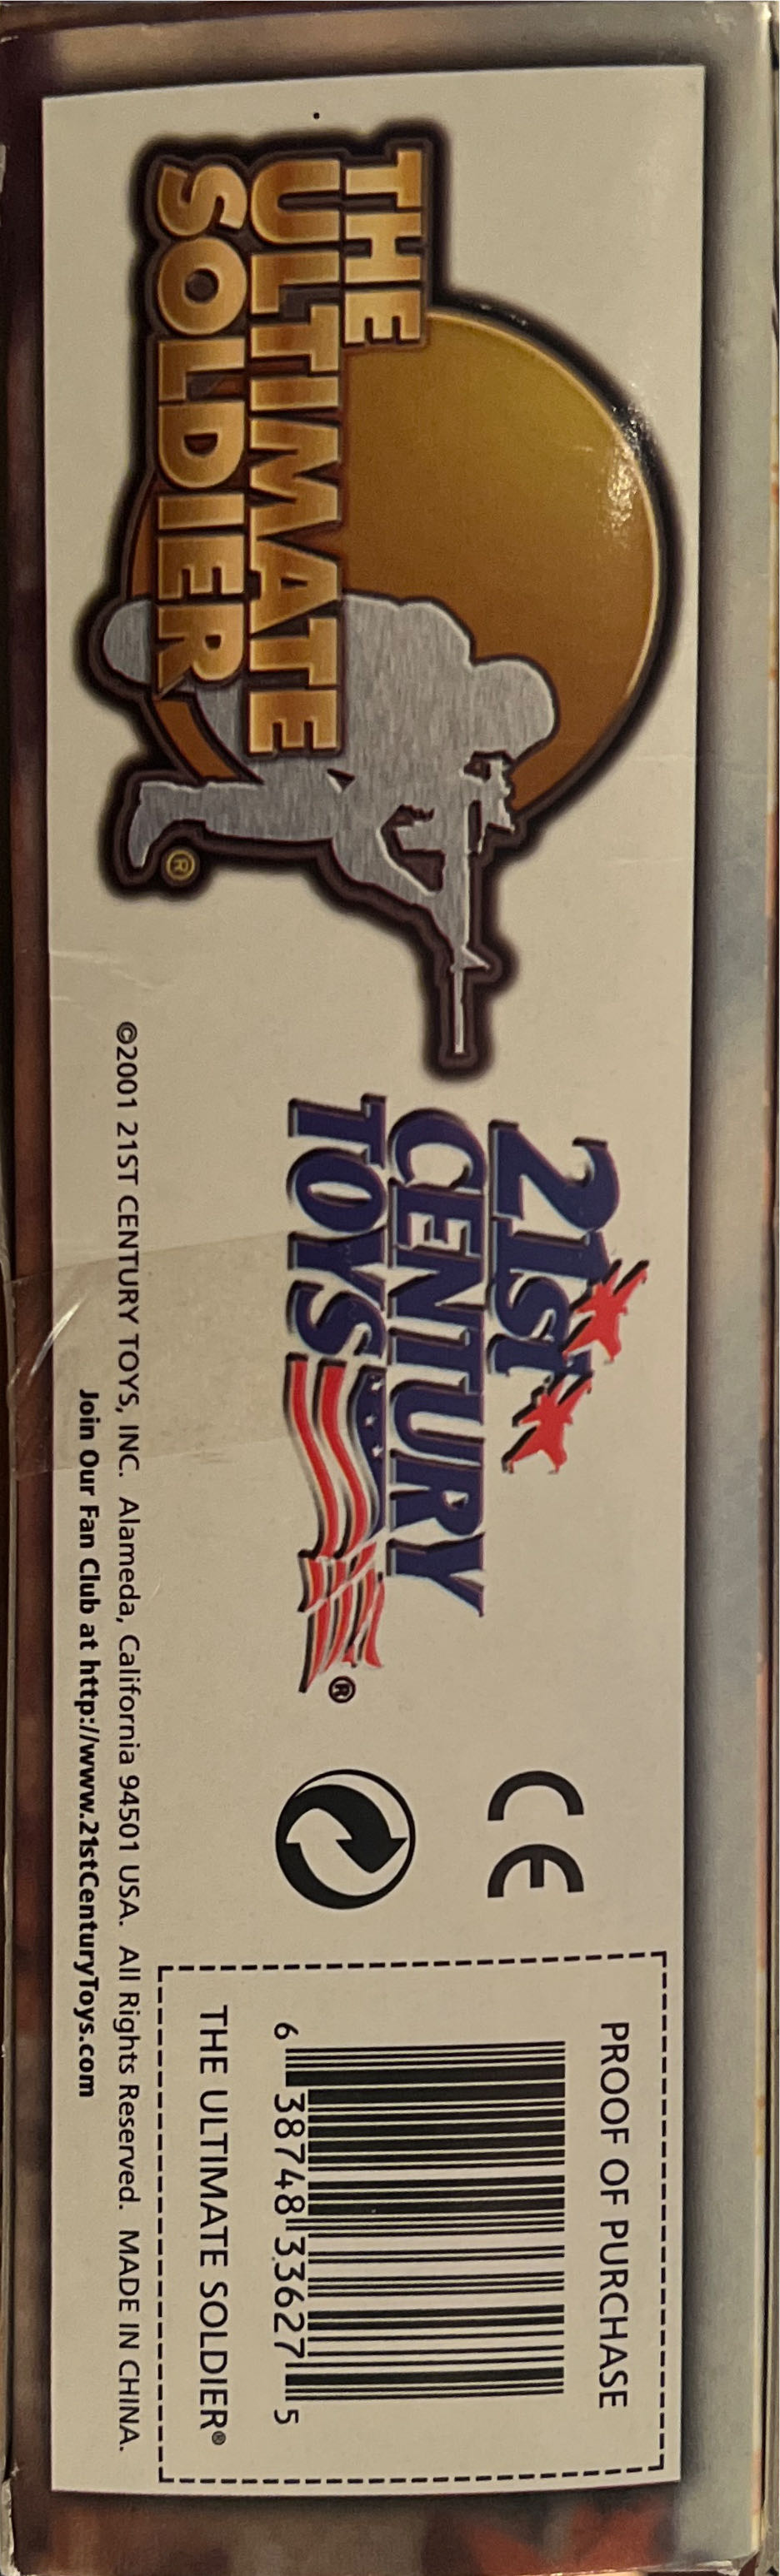 THE
ULTIMATE
SOLDIER
®
21st
CENTURY
TOYS
®
CE
PROOF OF PURCHASE
6 38748 33627 5
THE ULTIMATE SOLDIER®
©2001 21ST CENTURY TOYS, INC. Alameda, California 94501 USA. All Rights Reserved. MADE IN CHINA.
Join Our Fan Club at http://www.21stCenturyToys.com